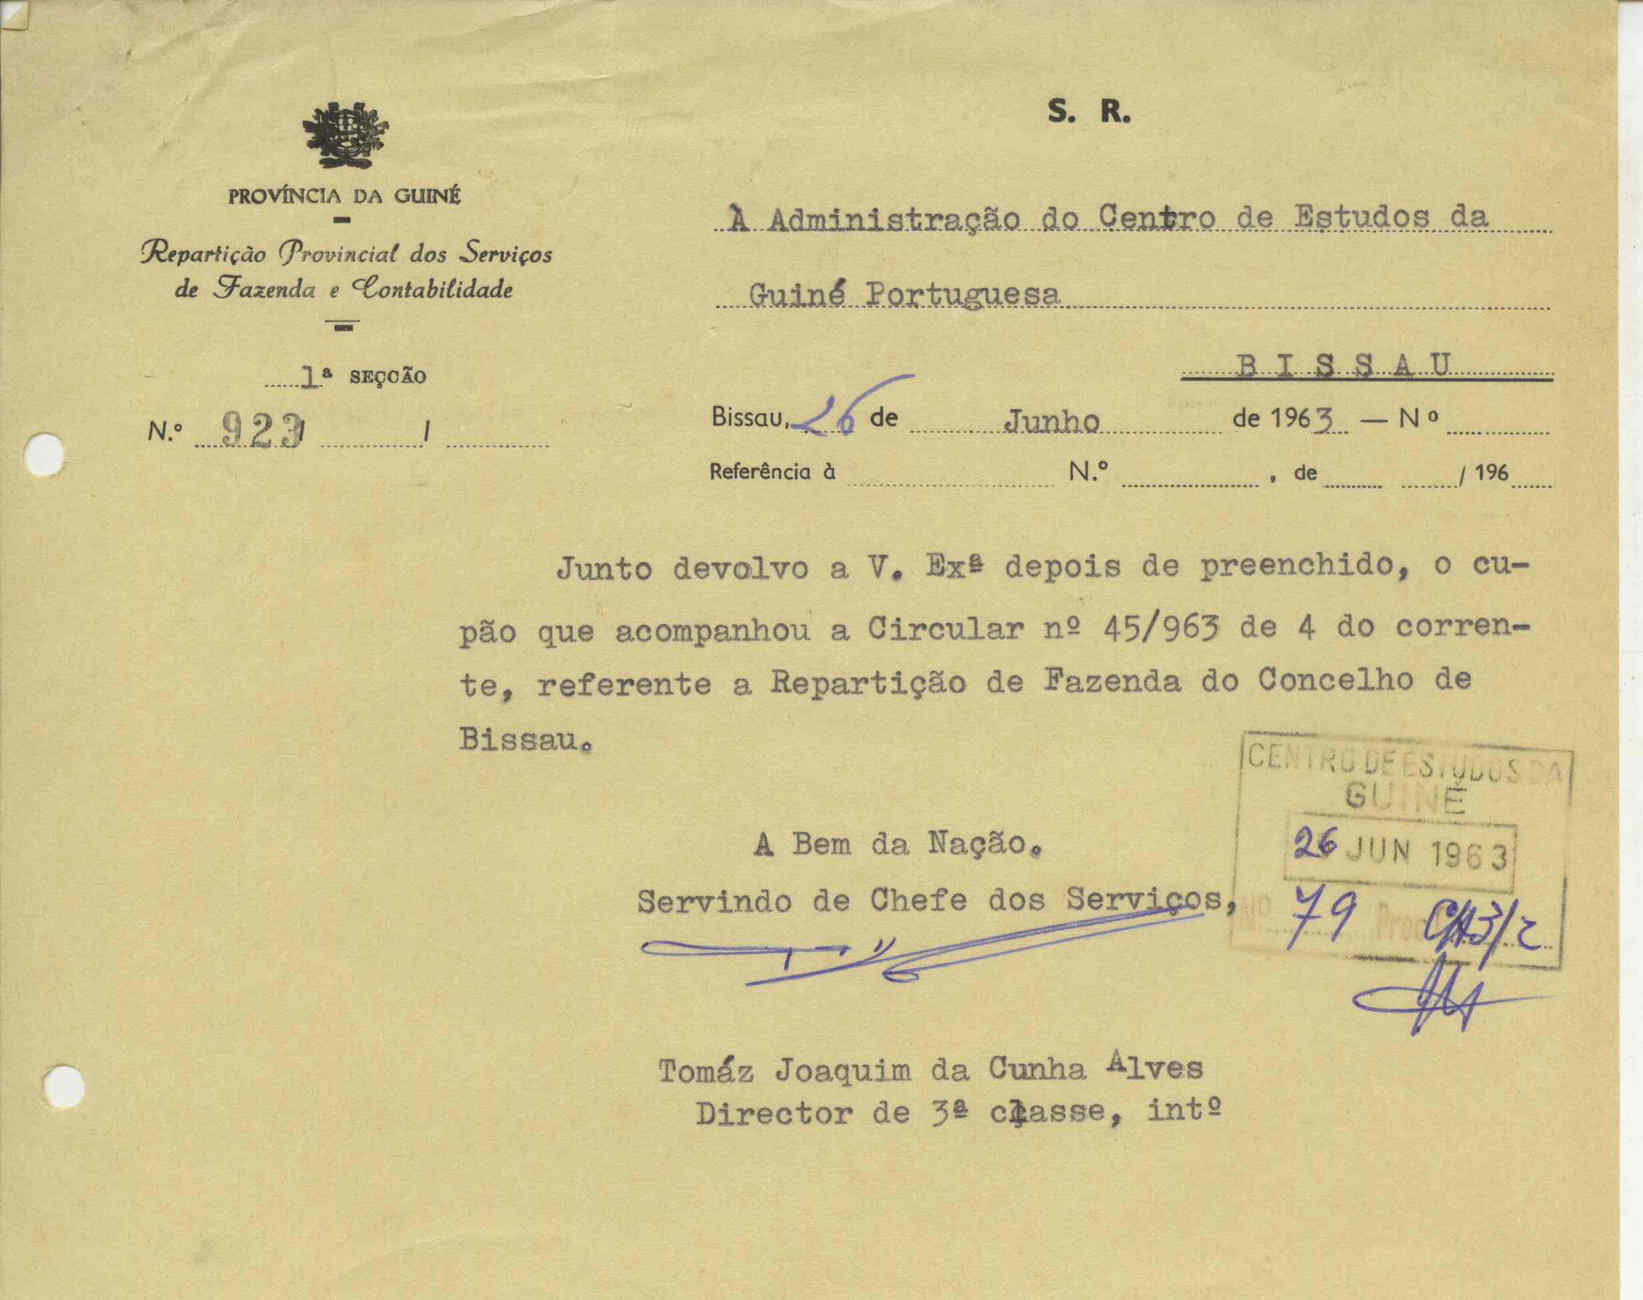 S. R.
PROVÍNCIA DA GUINÉ
Repartição Provincial dos Serviços
de Fazenda e Contabilidade
1ª SEÇCÃO
N.º 923/ /
À Administração do Centro de Estudos da
Guiné Portuguesa
BISSAU
Bissau, 26 de Junho de 1963 — Nº
Referência à N.º , de / 196
Junto devolvo a V. Exª depois de preenchido, o cu-
pão que acompanhou a Circular nº 45/963 de 4 do corren-
te, referente a Repartição de Fazenda do Concelho de
Bissau.
A Bem da Nação.
Servindo de Chefe dos Serviços,
Tomáz Joaquim da Cunha Alves
Director de 3ª classe, intº
CENTRO DE ESTUDOS DA
GUINÉ
26 JUN 1963
Nº 79 Proc